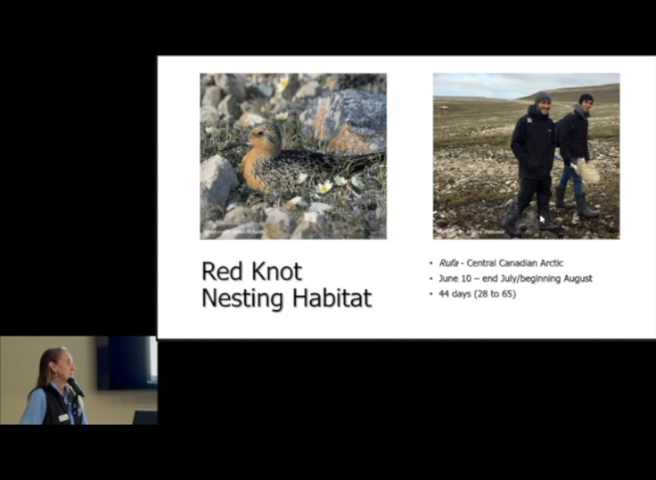 Red Knot
Nesting Habitat
• Rufa - Central Canadian Arctic
• June 10 – end July/beginning August
• 44 days (28 to 65)